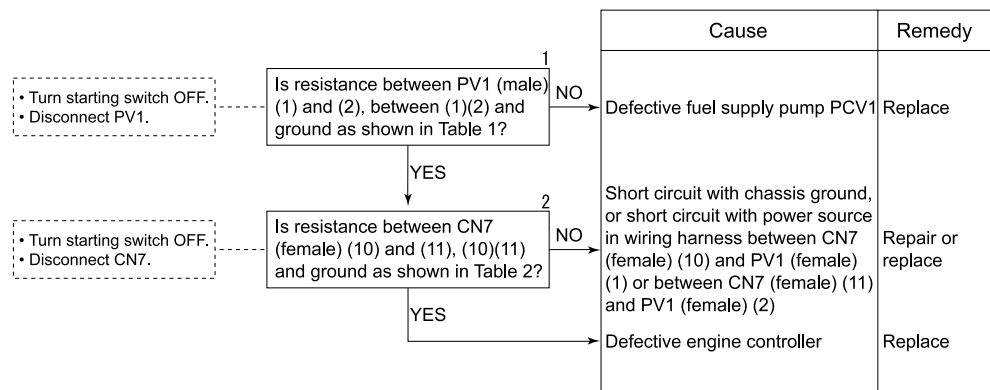 Cause
Remedy
1
• Turn starting switch OFF.
• Disconnect PV1.
Is resistance between PV1 (male)
(1) and (2), between (1)(2) and
ground as shown in Table 1?
NO
Defective fuel supply pump PCV1
Replace
YES
2
• Turn starting switch OFF.
• Disconnect CN7.
Is resistance between CN7
(female) (10) and (11), (10)(11)
and ground as shown in Table 2?
NO
Short circuit with chassis ground,
or short circuit with power source
in wiring harness between CN7
(female) (10) and PV1 (female)
(1) or between CN7 (female) (11)
and PV1 (female) (2)
Repair or
replace
YES
Defective engine controller
Replace